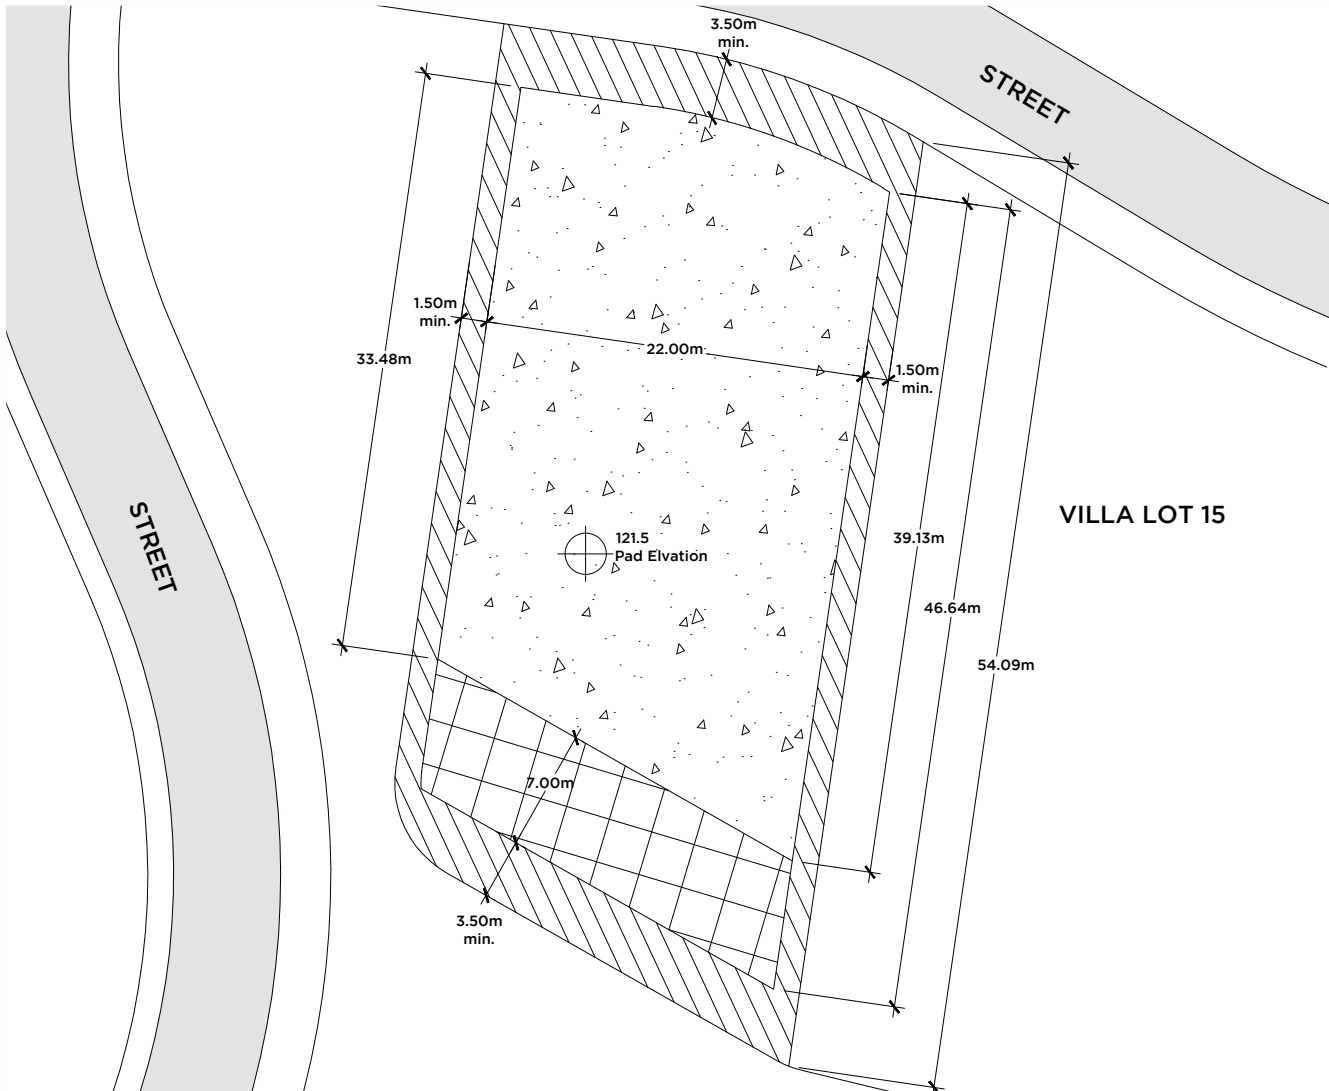 3.50m
min.
STREET
1.50m
min.
33.48m
22.00m
1.50m
min.
STREET
VILLA LOT 15
121.5
Pad Elvation
39.13m
46.64m
54.09m
7.00m
3.50m
min.